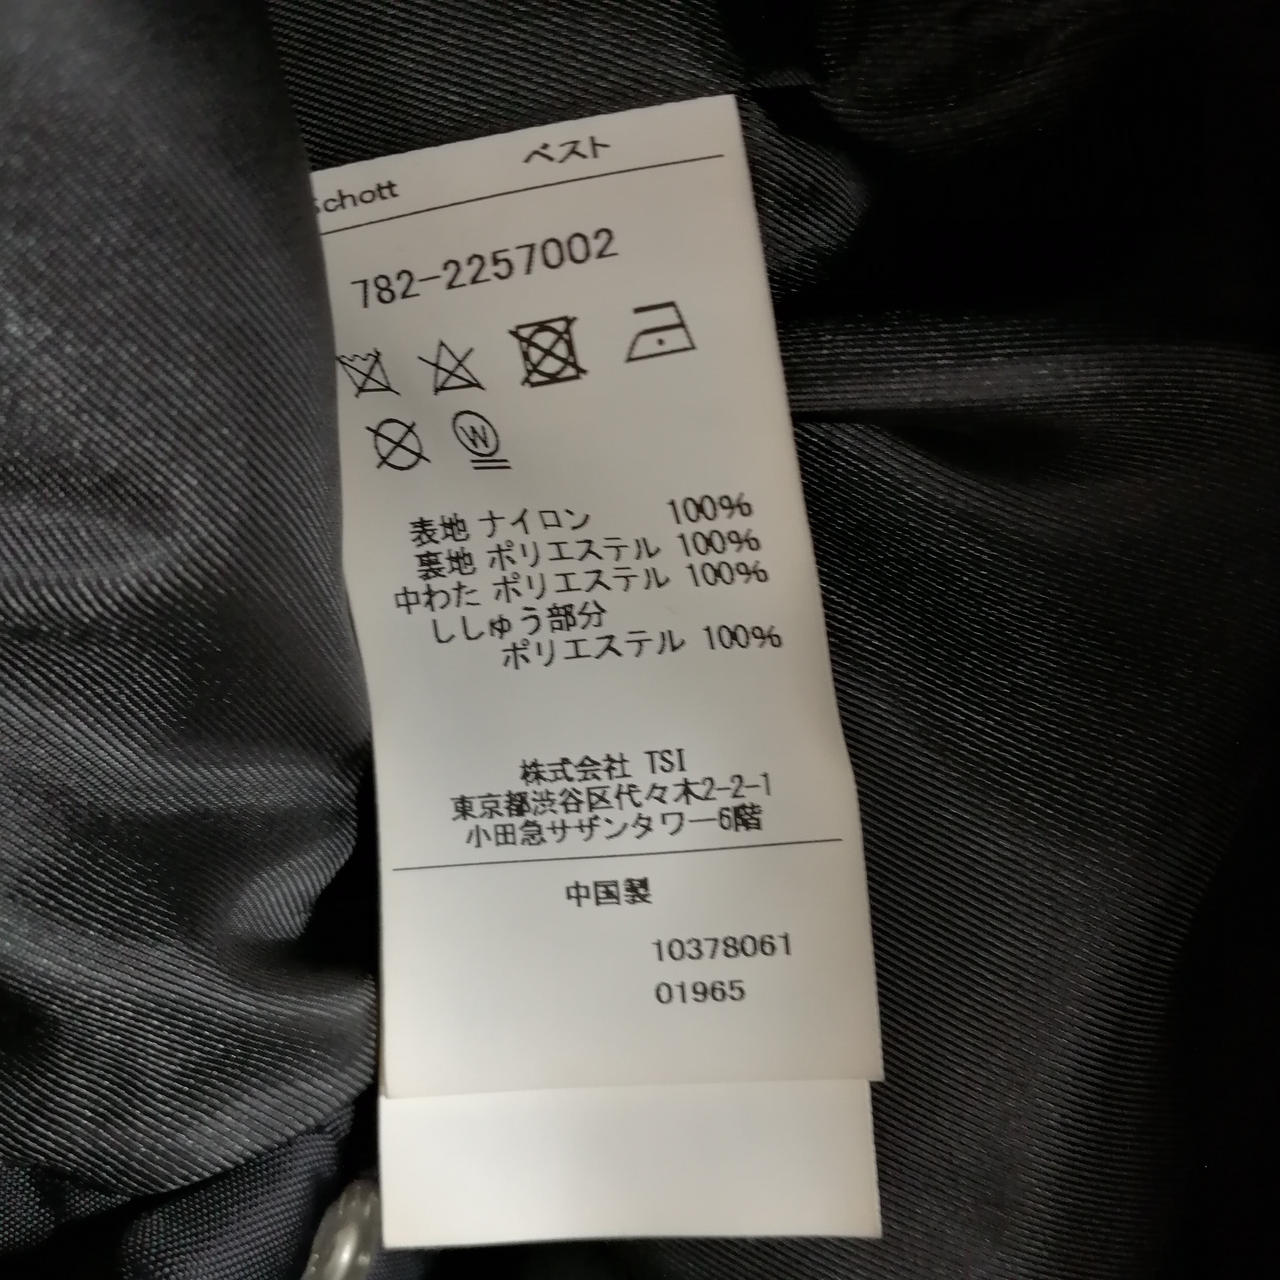 Schott ベスト
782-2257002
W
表地 ナイロン 100%
裏地 ポリエステル 100%
中わた ポリエステル 100%
ししゅう部分
ポリエステル 100%
株式会社 TSI
東京都渋谷区代々木2-2-1
小田急サザンタワー6階
中国製
10378061
01965